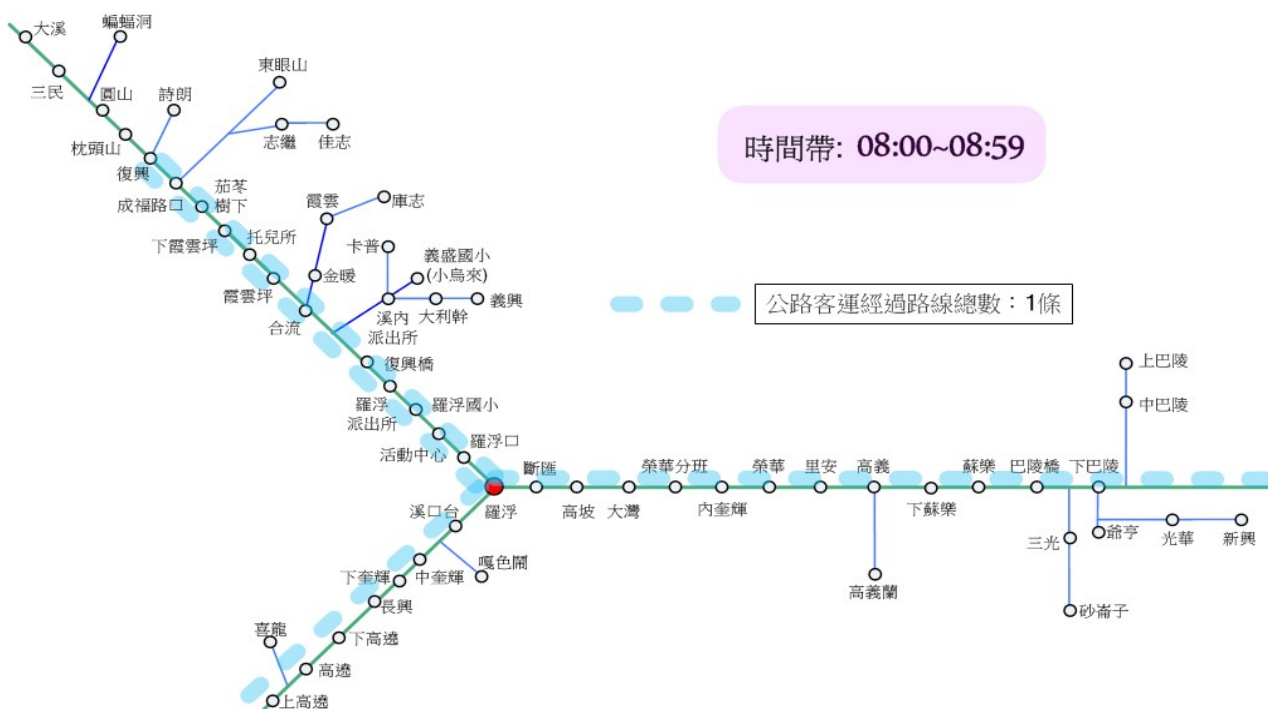 大溪
蝙蝠洞
三民
圓山
詩朗
東眼山
枕頭山
志繼
佳志
時間帶: 08:00~08:59
復興
成福路口
茄苳
樹下
霞雲
庫志
下霞雲坪
托兒所
卡普
義盛國小
(小烏來)
霞雲坪
金暖
合流
溪內
派出所
大利幹
義興
公路客運經過路線總數：1條
復興橋
羅浮
派出所
羅浮國小
上巴陵
中巴陵
活動中心
羅浮口
斷匯
榮華分班
榮華
里安
高義
蘇樂
巴陵橋
下巴陵
溪口台
羅浮
高坡
大灣
內奎輝
下蘇樂
三光
爺亨
光華
新興
下奎輝
中奎輝
嘎色鬧
高義蘭
砂崙子
長興
喜龍
下高遶
高遶
上高遶